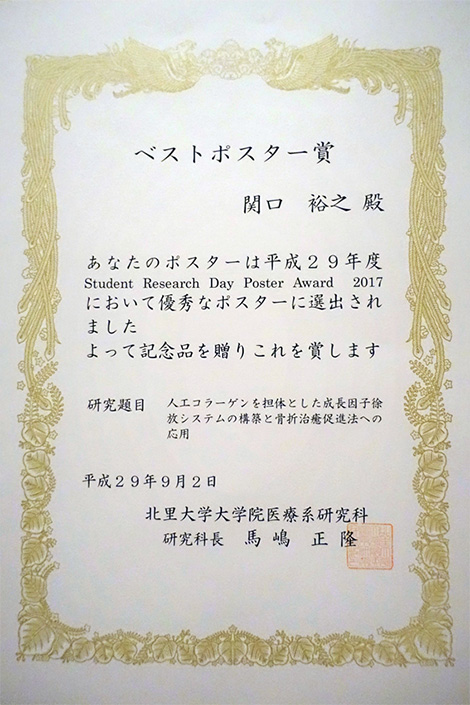 ベストポスター賞
関口　裕之 殿
あなたのポスターは平成２９年度
Student Research Day Poster Award　2017
において優秀なポスターに選出され
ました
よって記念品を贈りこれを賞します
研究題目　人工コラーゲンを担体とした成長因子徐
放システムの構築と骨折治癒促進法への
応用
平成２９年９月２日
北里大学大学院医療系研究科
研究科長　馬嶋　正隆